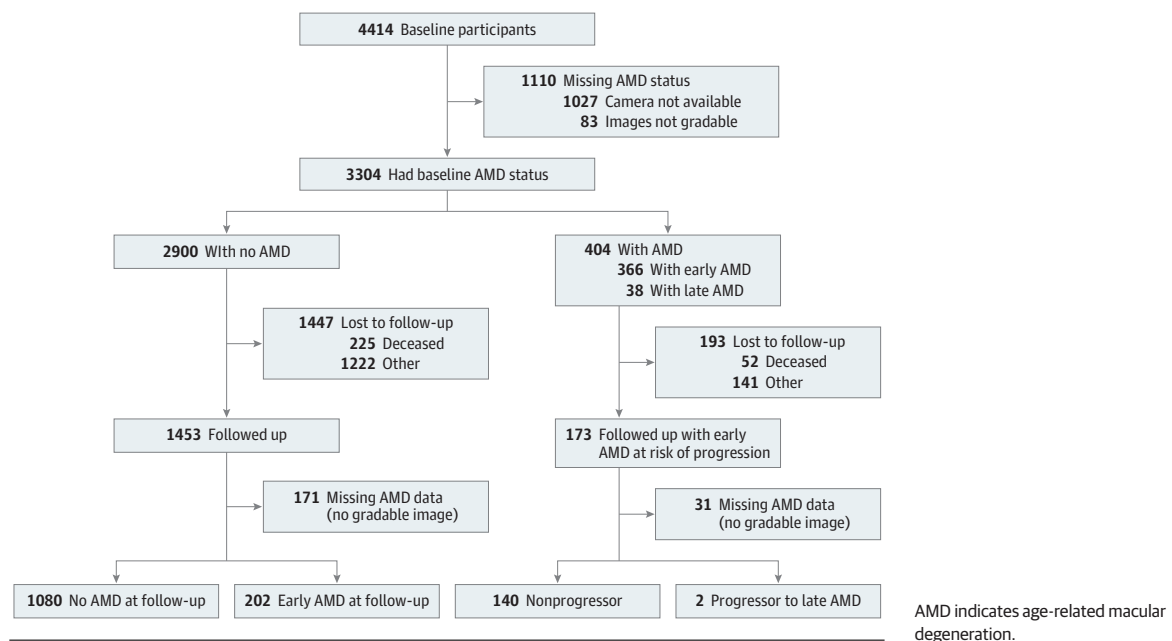 4414 Baseline participants
1110 Missing AMD status
1027 Camera not available
83 Images not gradable
3304 Had baseline AMD status
2900 WIth no AMD
404 With AMD
366 With early AMD
38 With late AMD
1447 Lost to follow-up
225 Deceased
1222 Other
193 Lost to follow-up
52 Deceased
141 Other
1453 Followed up
173 Followed up with early
AMD at risk of progression
171 Missing AMD data
(no gradable image)
31 Missing AMD data
(no gradable image)
1080 No AMD at follow-up
202 Early AMD at follow-up
140 Nonprogressor
2 Progressor to late AMD
AMD indicates age-related macular
degeneration.